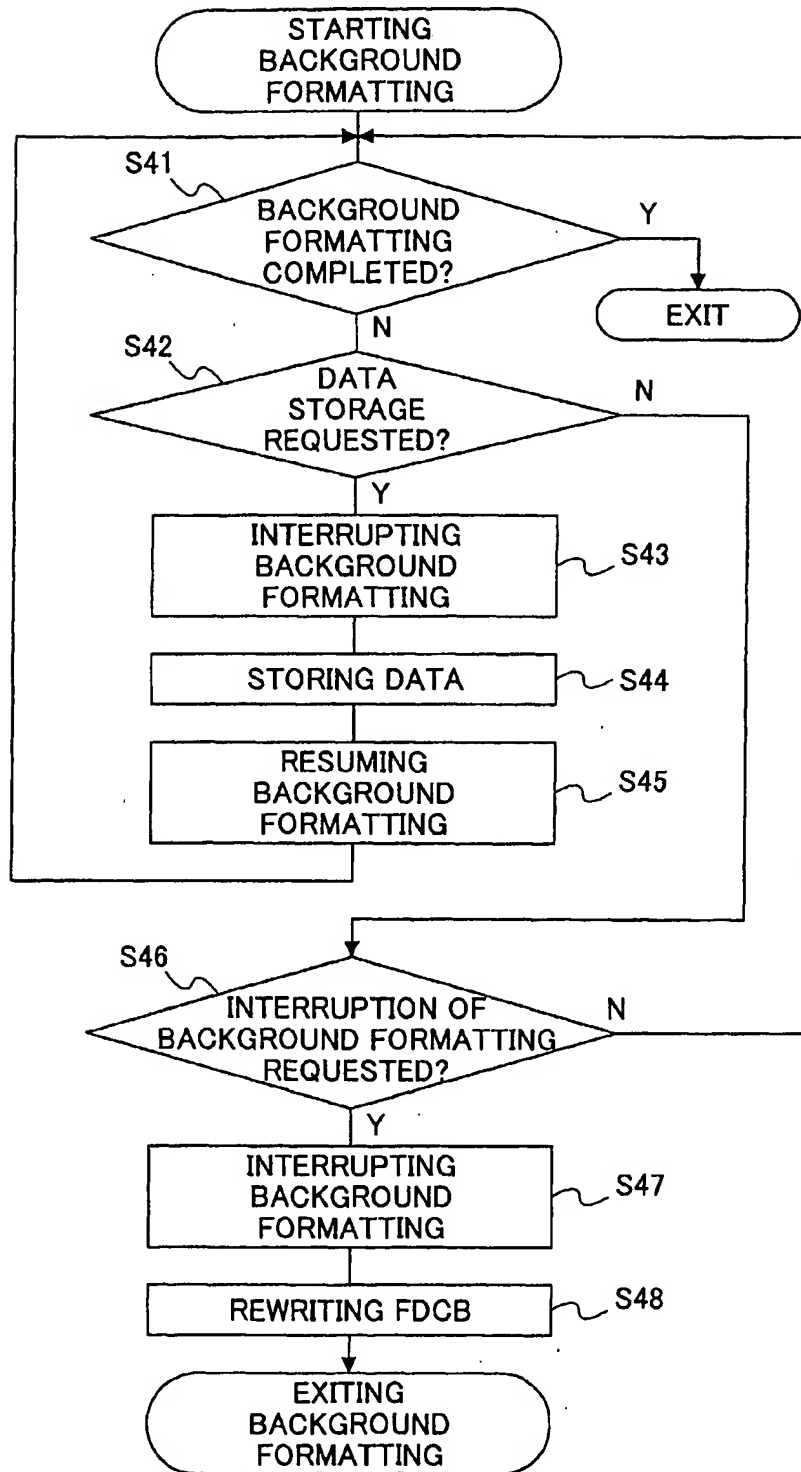 STARTING
BACKGROUND
FORMATTING
S41
BACKGROUND
FORMATTING
COMPLETED?
Y
EXIT
N
S42
DATA
STORAGE
REQUESTED?
N
Y
INTERRUPTING
BACKGROUND
FORMATTING
S43
STORING DATA
S44
RESUMING
BACKGROUND
FORMATTING
S45
S46
INTERRUPTION OF
BACKGROUND FORMATTING
REQUESTED?
N
Y
INTERRUPTING
BACKGROUND
FORMATTING
S47
REWRITING FDCB
S48
EXITING
BACKGROUND
FORMATTING